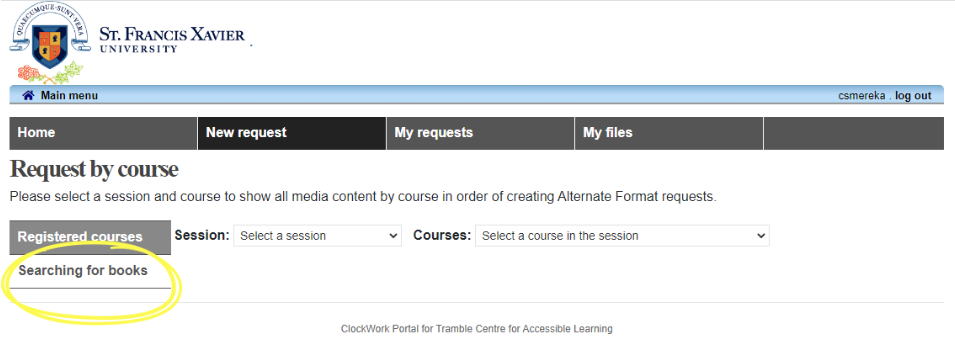 QUAECUMQUE·SUNT·VERA
ST. FRANCIS XAVIER
UNIVERSITY
Main menu
csmereka . log out
Home New request My requests My files
Request by course
Please select a session and course to show all media content by course in order of creating Alternate Format requests.
Registered courses Session: Select a session Courses: Select a course in the session
Searching for books
ClockWork Portal for Tramble Centre for Accessible Learning